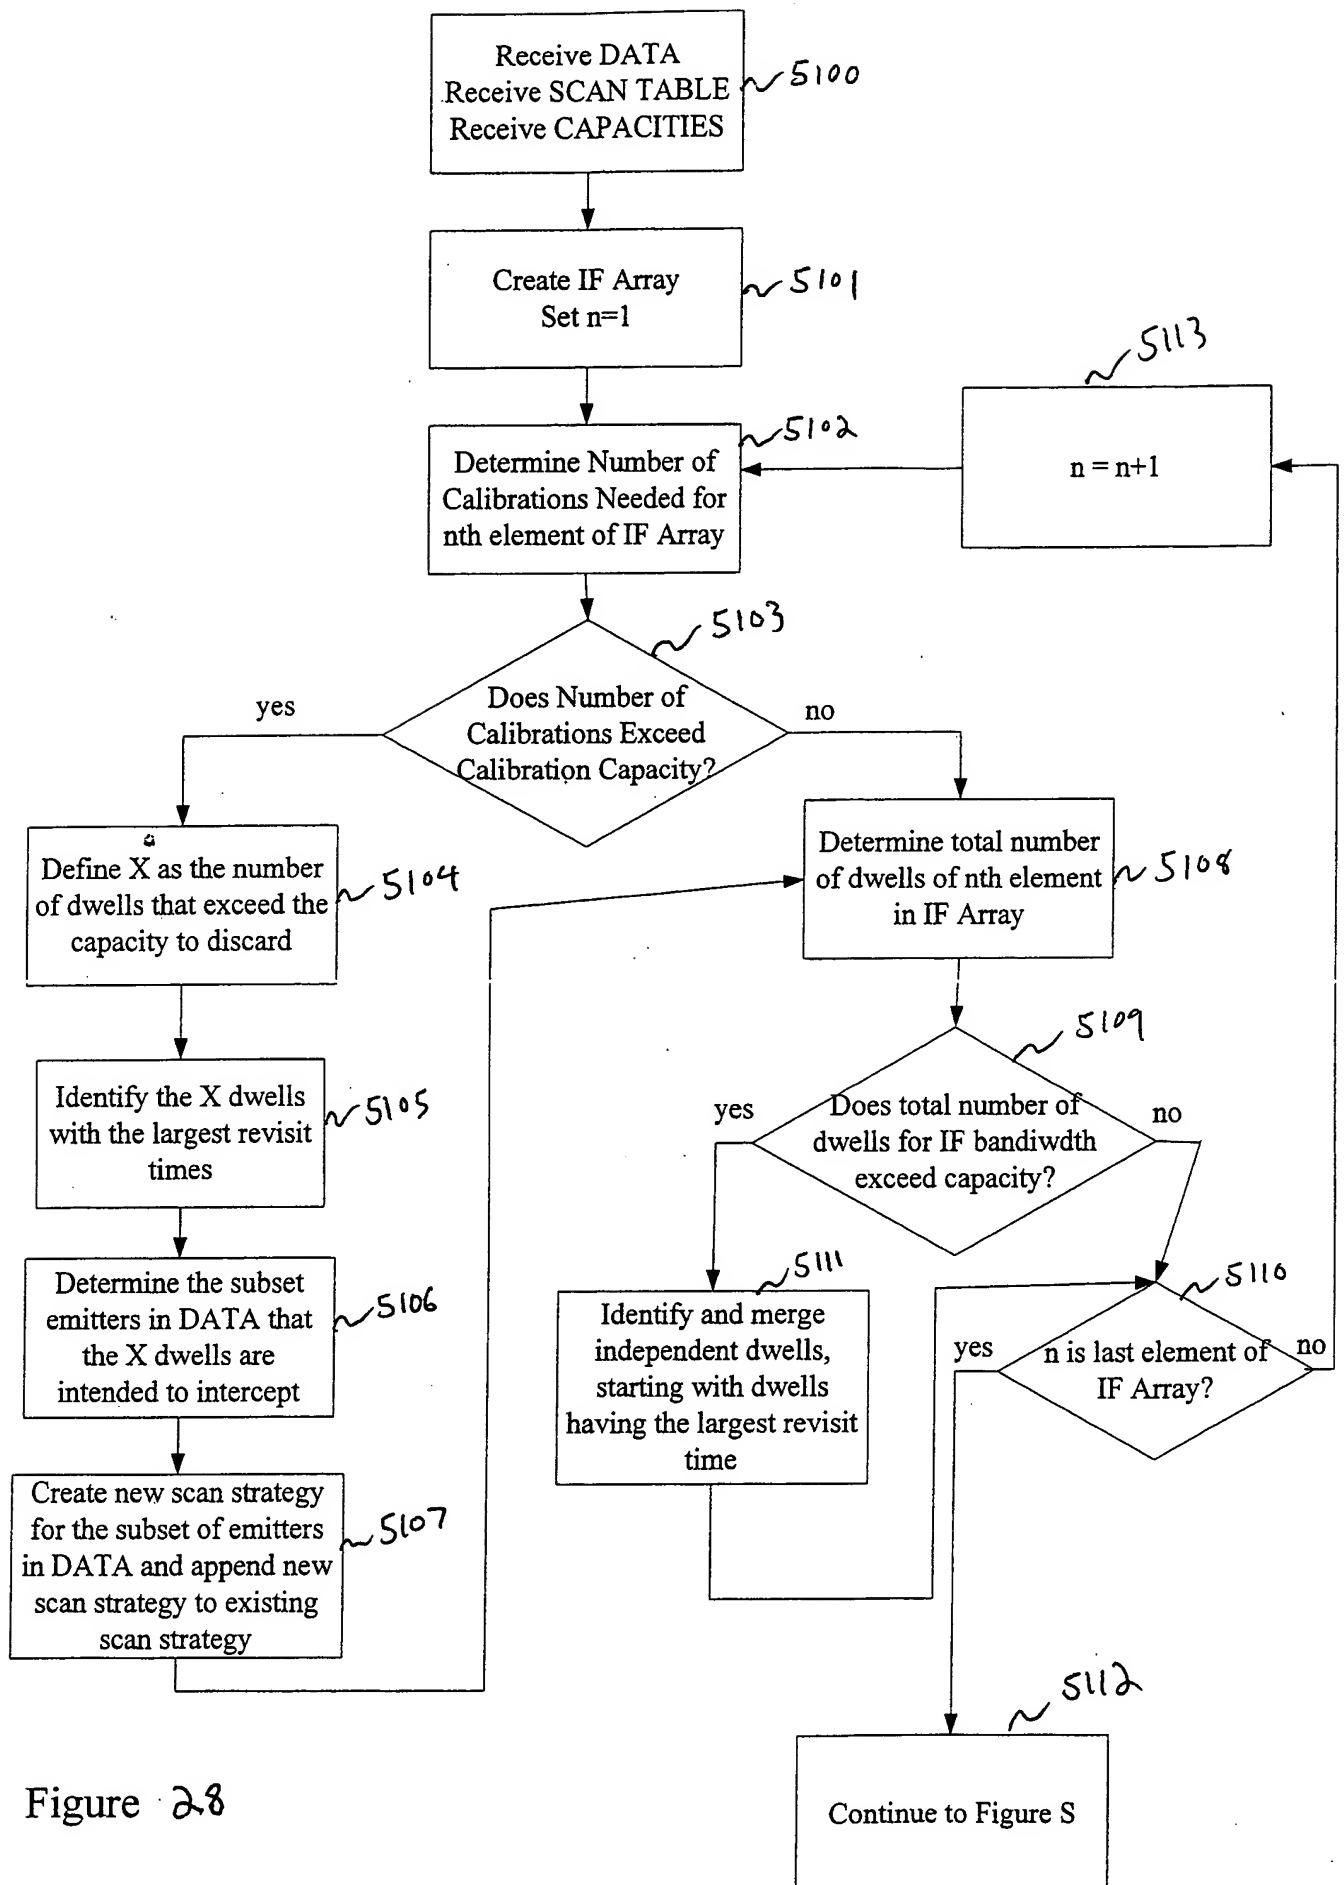 Receive DATA
Receive SCAN TABLE
Receive CAPACITIES
5100
Create IF Array
Set n=1
5101
5113
n = n+1
5102
Determine Number of
Calibrations Needed for
nth element of IF Array
5103
Does Number of
Calibrations Exceed
Calibration Capacity?
yes
no
Define X as the number
of dwells that exceed the
capacity to discard
5104
Determine total number
of dwells of nth element
in IF Array
5108
Identify the X dwells
with the largest revisit
times
5105
5109
Does total number of
dwells for IF bandiwdth
exceed capacity?
yes
no
Determine the subset
emitters in DATA that
the X dwells are
intended to intercept
5106
5111
Identify and merge
independent dwells,
starting with dwells
having the largest revisit
time
5110
n is last element of
IF Array?
yes
no
Create new scan strategy
for the subset of emitters
in DATA and append new
scan strategy to existing
scan strategy
5107
5112
Continue to Figure S
Figure 28